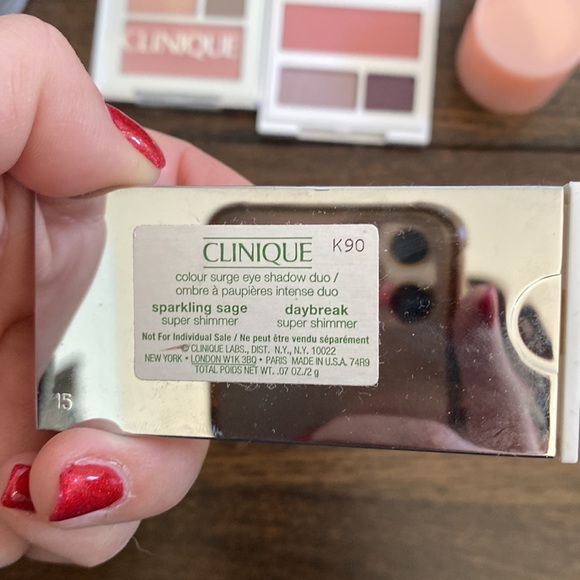 CLINIQUE
CLINIQUE K90
colour surge eye shadow duo /
ombre à paupières intense duo
sparkling sage daybreak
super shimmer super shimmer
Not For Individual Sale / Ne peut être vendu séparément
© CLINIQUE LABS., DIST. N.Y., N.Y. 10022
NEW YORK • LONDON W1K 3BQ • PARIS MADE IN U.S.A. 74R9
TOTAL POIDS NET WT. .07 OZ./2 g
15